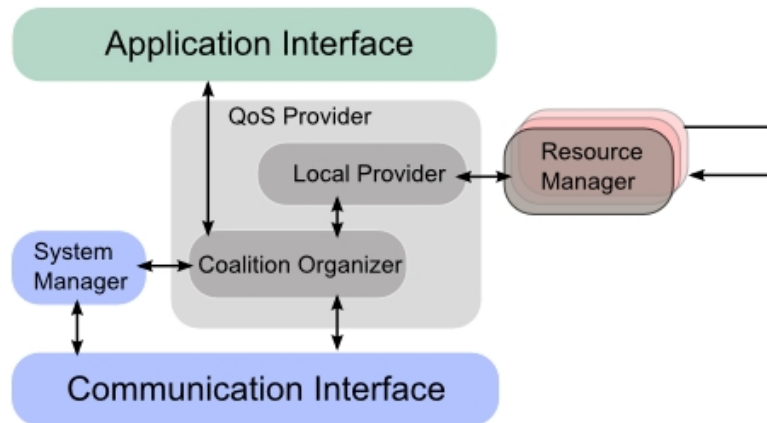 Application Interface
QoS Provider
Local Provider
Resource
Manager
System
Manager
Coalition Organizer
Communication Interface